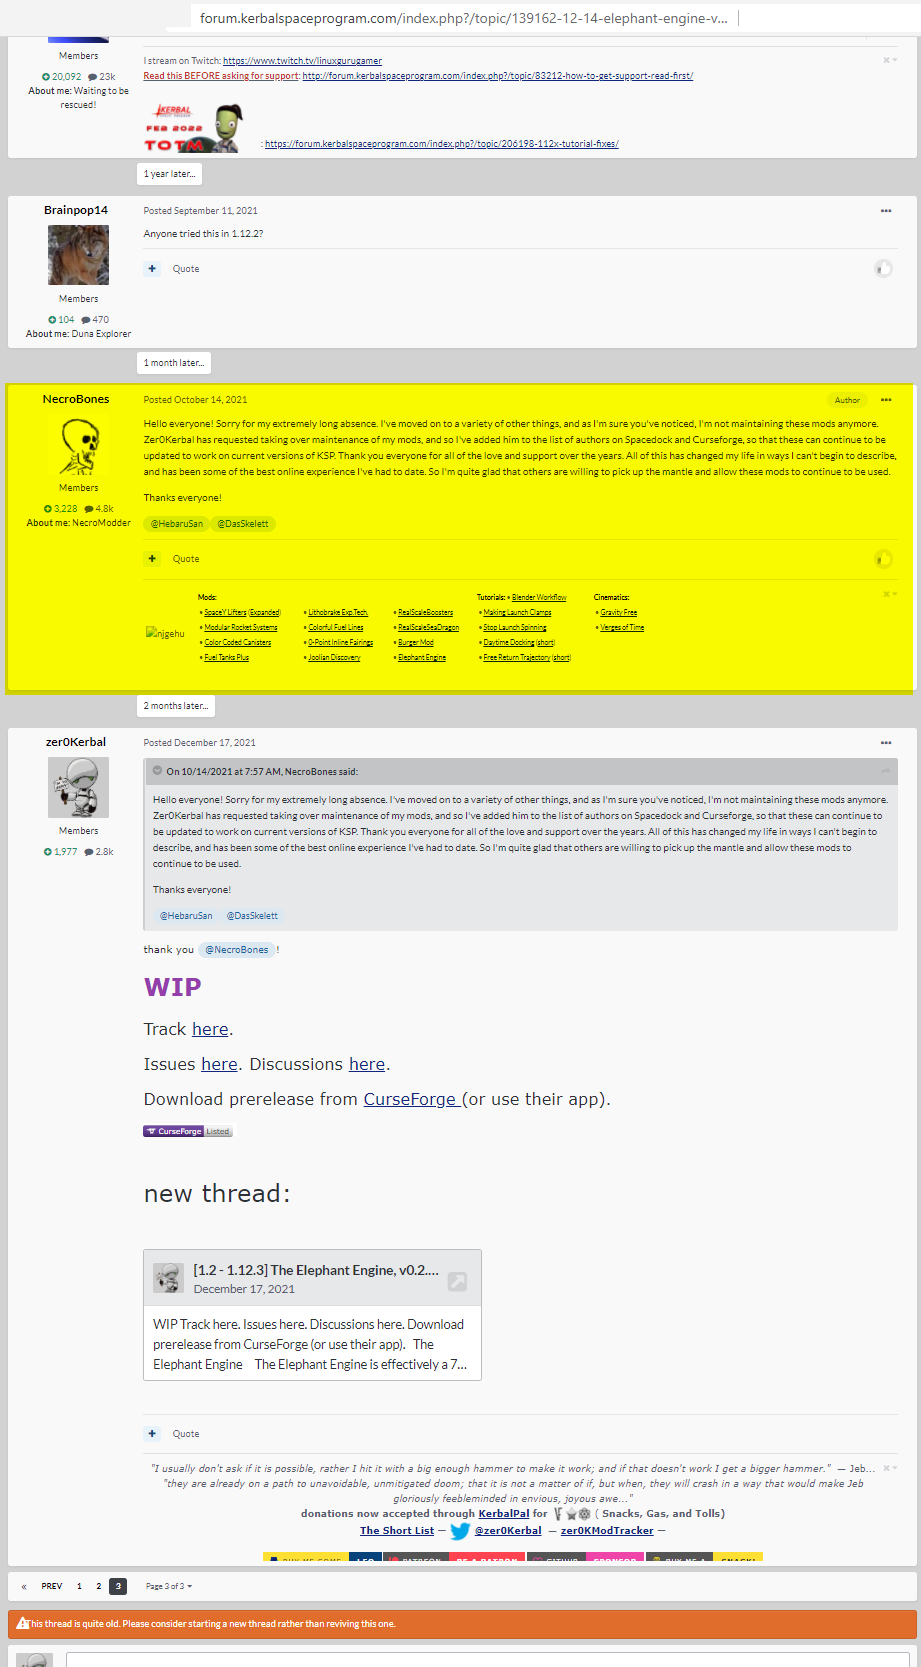 forum.kerbalspaceprogram.com/index.php?/topic/139162-12-14-elephant-engine-v...
Members
20,092 23k
About me: Waiting to be
rescued!
I stream on Twitch: https://www.twitch.tv/linuxgurugamer
Read this BEFORE asking for support: http://forum.kerbalspaceprogram.com/index.php?/topic/83212-how-to-get-support-read-first/
KERBAL
FEB 2022
TOTM
: https://forum.kerbalspaceprogram.com/index.php?/topic/206198-112x-tutorial-fixes/
1 year later...
Brainpop14
Members
104 470
About me: Duna Explorer
Posted September 11, 2021
Anyone tried this in 1.12.2?
+ Quote
1 month later...
NecroBones
Members
3,228 4.8k
About me: NecroModder
Posted October 14, 2021
Author
Hello everyone! Sorry for my extremely long absence. I've moved on to a variety of other things, and as I'm sure you've noticed, I'm not maintaining these mods anymore.
Zer0Kerbal has requested taking over maintenance of my mods, and so I've added him to the list of authors on Spacedock and Curseforge, so that these can continue to be
updated to work on current versions of KSP. Thank you everyone for all of the love and support over the years. All of this has changed my life in ways I can't begin to describe,
and has been some of the best online experience I've had to date. So I'm quite glad that others are willing to pick up the mantle and allow these mods to continue to be used.
Thanks everyone!
@HebaruSan @DasSkelett
+ Quote
njgehu
Mods:
• SpaceY Lifters (Expanded)
• Modular Rocket Systems
• Color Coded Canisters
• Fuel Tanks Plus
• Lithobrake Exp.Tech.
• Colorful Fuel Lines
• 0-Point Inline Fairings
• Joolian Discovery
• RealScaleBoosters
• RealScaleSeaDragon
• Burger Mod
• Elephant Engine
Tutorials: • Blender Workflow
• Making Launch Clamps
• Stop Launch Spinning
• Daytime Docking (short)
• Free Return Trajectory (short)
Cinematics:
• Gravity Free
• Verges of Time
2 months later...
zer0Kerbal
Members
1,977 2.8k
Posted December 17, 2021
On 10/14/2021 at 7:57 AM, NecroBones said:
Hello everyone! Sorry for my extremely long absence. I've moved on to a variety of other things, and as I'm sure you've noticed, I'm not maintaining these mods anymore.
Zer0Kerbal has requested taking over maintenance of my mods, and so I've added him to the list of authors on Spacedock and Curseforge, so that these can continue to
be updated to work on current versions of KSP. Thank you everyone for all of the love and support over the years. All of this has changed my life in ways I can't begin to
describe, and has been some of the best online experience I've had to date. So I'm quite glad that others are willing to pick up the mantle and allow these mods to
continue to be used.
Thanks everyone!
@HebaruSan @DasSkelett
thank you @NecroBones !
WIP
Track here.
Issues here. Discussions here.
Download prerelease from CurseForge (or use their app).
CurseForge Listed
new thread:
[1.2 - 1.12.3] The Elephant Engine, v0.2....
December 17, 2021
WIP Track here. Issues here. Discussions here. Download
prerelease from CurseForge (or use their app). The
Elephant Engine The Elephant Engine is effectively a 7...
+ Quote
"I usually don't ask if it is possible, rather I hit it with a big enough hammer to make it work; and if that doesn't work I get a bigger hammer." — Jeb...
"they are already on a path to unavoidable, unmitigated doom; that it is not a matter of if, but when, they will crash in a way that would make Jeb
gloriously feebleminded in envious, joyous awe..."
donations now accepted through KerbalPal for ( Snacks, Gas, and Tolls)
The Short List — @zer0Kerbal — zer0KModTracker —
« PREV 1 2 3 Page 3 of 3
This thread is quite old. Please consider starting a new thread rather than reviving this one.